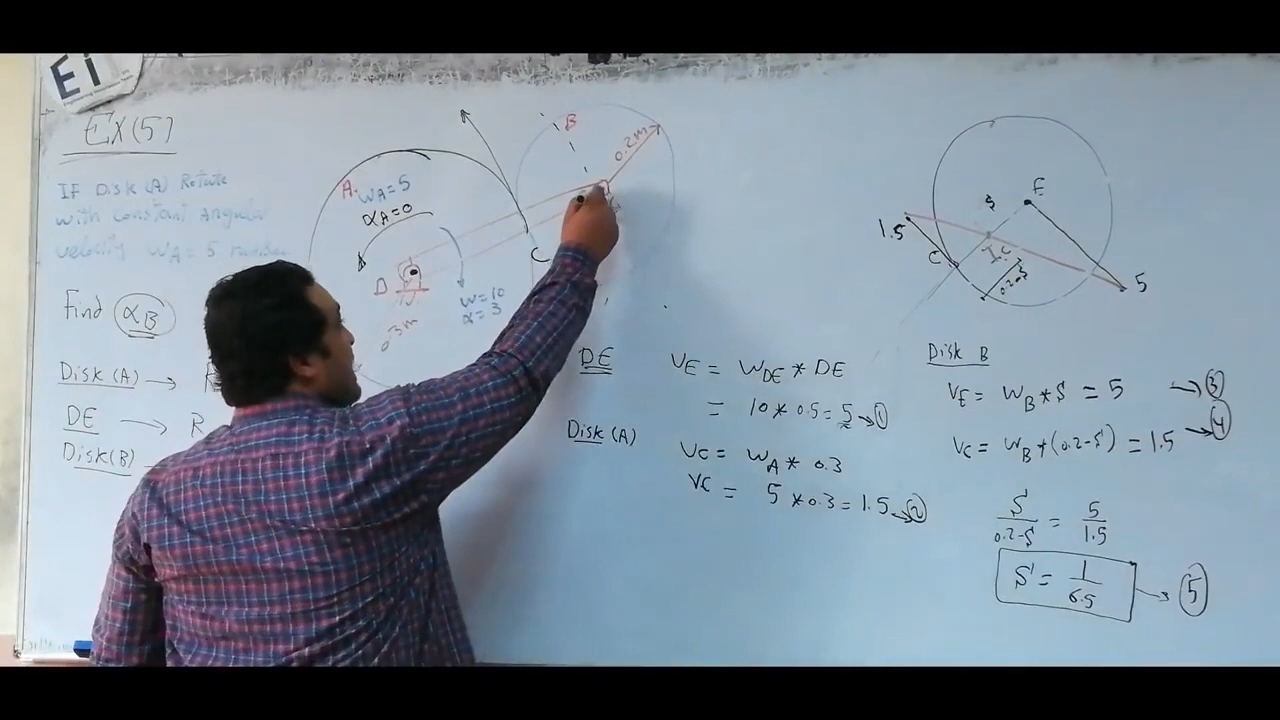 Ei
EX(5)
IF Disk (A) Rotate
with constant Angular
velocity WA = 5
Find αB
Disk(A) →
DE → R
Disk(B)
A.
WA=5
αA=0
D
0.3m
W=10
α=3
B
0.2m
C
DE
VE = WDE * DE
= 10 * 0.5 = 5 → 1
Disk(A)
VC = WA * 0.3
VC = 5 * 0.3 = 1.5 → 2
E
S
1.5
C
I.C
0.2
5
Disk B
VE = WB * S = 5 → 3
VC = WB * (0.2-S) = 1.5 → 4
S/0.2-S = 5/1.5
S = 1/6.5 → 5